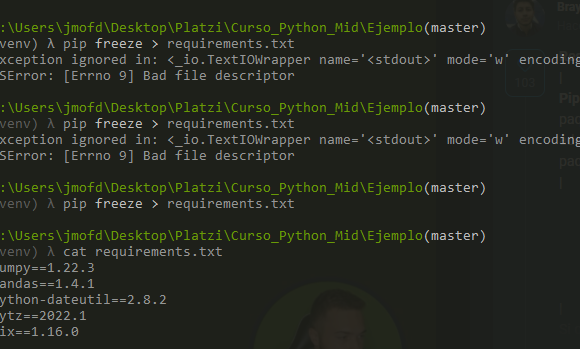 :\Users\jmofd\Desktop\Platzi\Curso_Python_Mid\Ejemplo(master)
venv) λ pip freeze > requirements.txt
xception ignored in: <_io.TextIOWrapper name='<stdout>' mode='w' encoding
SError: [Errno 9] Bad file descriptor
:\Users\jmofd\Desktop\Platzi\Curso_Python_Mid\Ejemplo(master)
venv) λ pip freeze > requirements.txt
xception ignored in: <_io.TextIOWrapper name='<stdout>' mode='w' encoding
SError: [Errno 9] Bad file descriptor
:\Users\jmofd\Desktop\Platzi\Curso_Python_Mid\Ejemplo(master)
venv) λ pip freeze > requirements.txt
:\Users\jmofd\Desktop\Platzi\Curso_Python_Mid\Ejemplo(master)
venv) λ cat requirements.txt
umpy==1.22.3
andas==1.4.1
ython-dateutil==2.8.2
ytz==2022.1
ix==1.16.0
Bray
Pip
pac